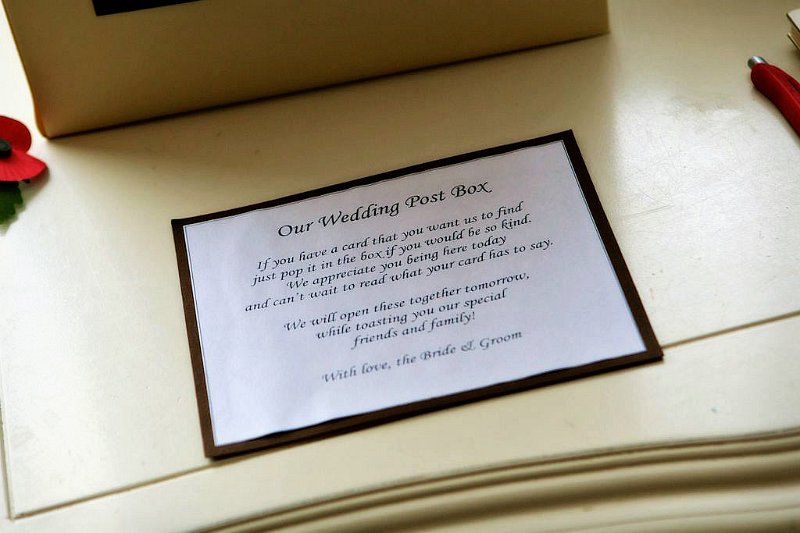 Our Wedding Post Box
If you have a card that you want us to find
just pop it in the box if you would be so kind.
We appreciate you being here today
and can't wait to read what your card has to say.
We will open these together tomorrow,
while toasting you our special
friends and family!
With love, the Bride & Groom